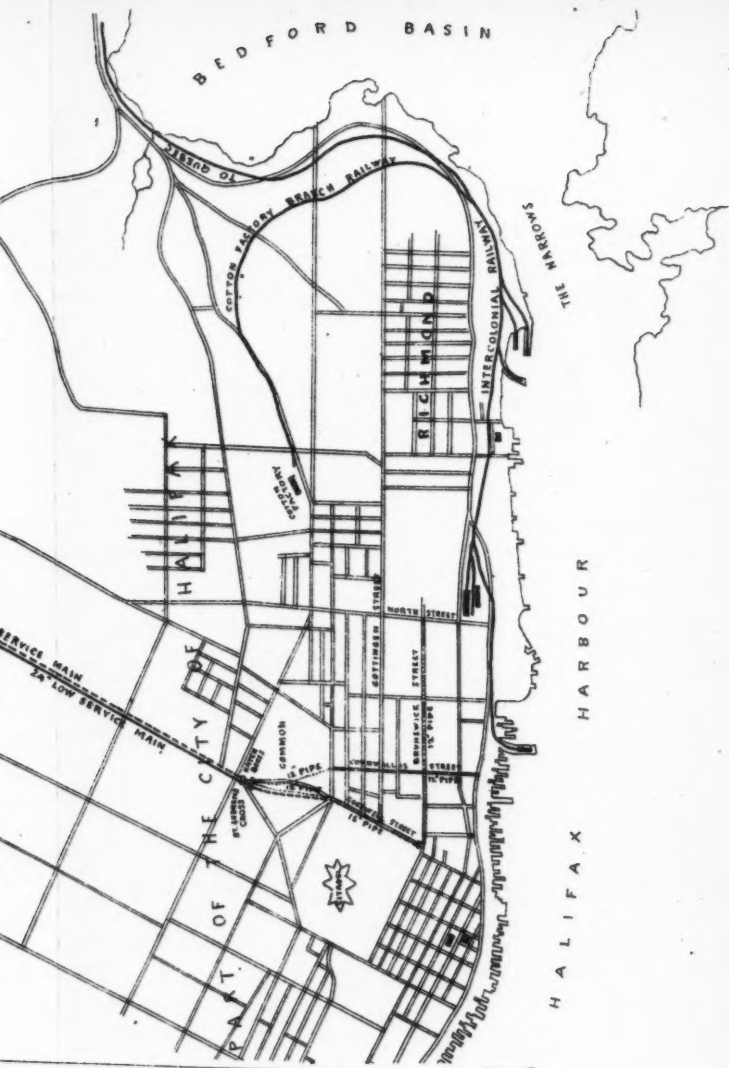 BEDFORD BASIN
TO QUEBEC
COTTON FACTORY BRANCH RAILWAY
THE NARROWS
INTERCOLONIAL RAILWAY
RICHMOND
COTTON
FACTORY
HALIFAX HARBOUR
NORTH STREET
GOTTINGEN STREET
BRUNSWICK STREET
12" PIPE
CORNWALLIS STREET
COMMON
12" PIPE
STREET
15" PIPE
ST. ANDREWS
CROSS
SERVICE MAIN
24" LOW SERVICE MAIN
CITADEL
PART OF THE CITY OF HALIFAX